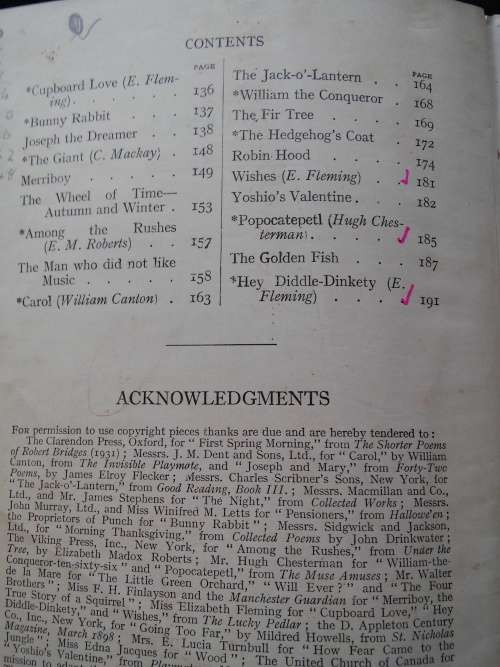 CONTENTS
PAGE
*Cupboard Love (E. Flem-
ing) . . . . . 136
*Bunny Rabbit . . 137
Joseph the Dreamer . 138
*The Giant (C. Mackay) . 148
Merriboy . . . . 149
The Wheel of Time—
Autumn and Winter . 153
*Among the Rushes
(E. M. Roberts) . . 157
The Man who did not like
Music . . . . . 158
*Carol (William Canton) . 163
PAGE
The Jack-o'-Lantern . . 164
*William the Conqueror . 168
The Fir Tree . . . 169
*The Hedgehog's Coat . 172
Robin Hood . . . 174
Wishes (E. Fleming) . 181
Yoshio's Valentine . . 182
*Popocatepetl (Hugh Ches-
terman) . . . . 185
The Golden Fish . . 187
*Hey Diddle-Dinkety (E.
Fleming) . . . . 191
ACKNOWLEDGMENTS
FOR permission to use copyright pieces thanks are due and are hereby tendered to:
The Clarendon Press, Oxford, for "First Spring Morning," from The Shorter Poems
of Robert Bridges (1931); Messrs. J. M. Dent and Sons, Ltd., for "Carol," by William
Canton, from The Invisible Playmate, and "Joseph and Mary," from Forty-Two
Poems, by James Elroy Flecker; Messrs. Charles Scribner's Sons, New York, for
"The Jack-o'-Lantern," from Good Reading, Book III.; Messrs. Macmillan and Co.,
Ltd., and Mr. James Stephens for "The Night," from Collected Works; Messrs.
John Murray, Ltd., and Miss Winifred M. Letts for "Pensioners," from Hallowe'en;
the Proprietors of Punch for "Bunny Rabbit"; Messrs. Sidgwick and Jackson,
Ltd., for "Morning Thanksgiving," from Collected Poems by John Drinkwater;
The Viking Press, Inc., New York, for "Among the Rushes," from Under the
Tree, by Elizabeth Madox Roberts; Mr. Hugh Chesterman for "William-the-
Conqueror-ten-sixty-six" and "Popocatepetl," from The Muse Amuses; Mr. Walter
de la Mare for "The Little Green Orchard," "Will Ever?" and "The Four
Brothers"; Miss F. H. Finlayson and the Manchester Guardian for "Merriboy, the
True Story of a Squirrel"; Miss Elizabeth Fleming for "Cupboard Love," "Hey
Diddle-Dinkety," and "Wishes," from The Lucky Pedlar; the D. Appleton Century
Co., Inc., New York, for "Going Too Far," by Mildred Howells, from St. Nicholas
Magazine, March 1898; Mrs. E. Lucia Turnbull for "How Fear Came to the
Jungle"; Miss Edna Jacques for "Wood"; The United Church of Canada for
"Yoshio's Valentine," from
mission to